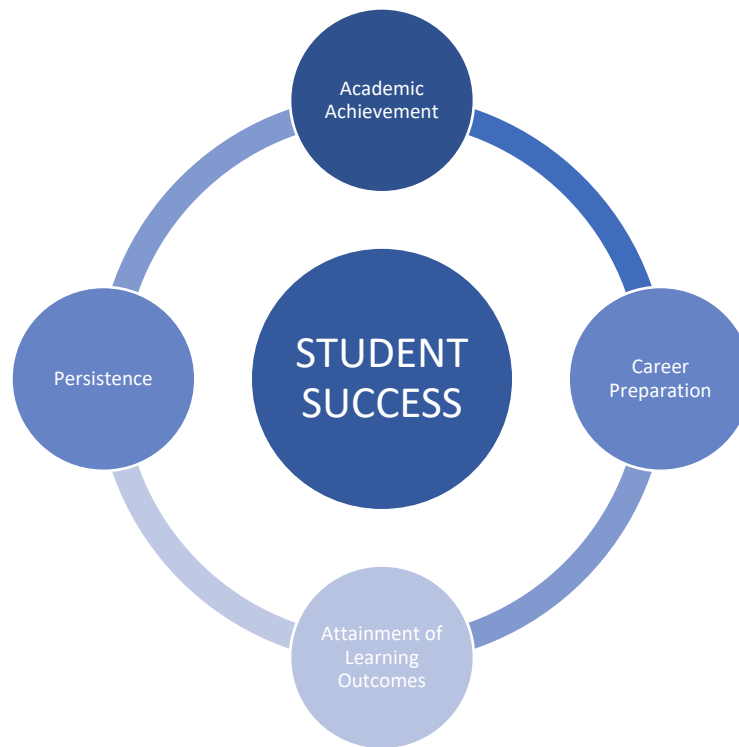 Academic
Achievement
STUDENT
SUCCESS
Persistence
Career
Preparation
Attainment of
Learning
Outcomes